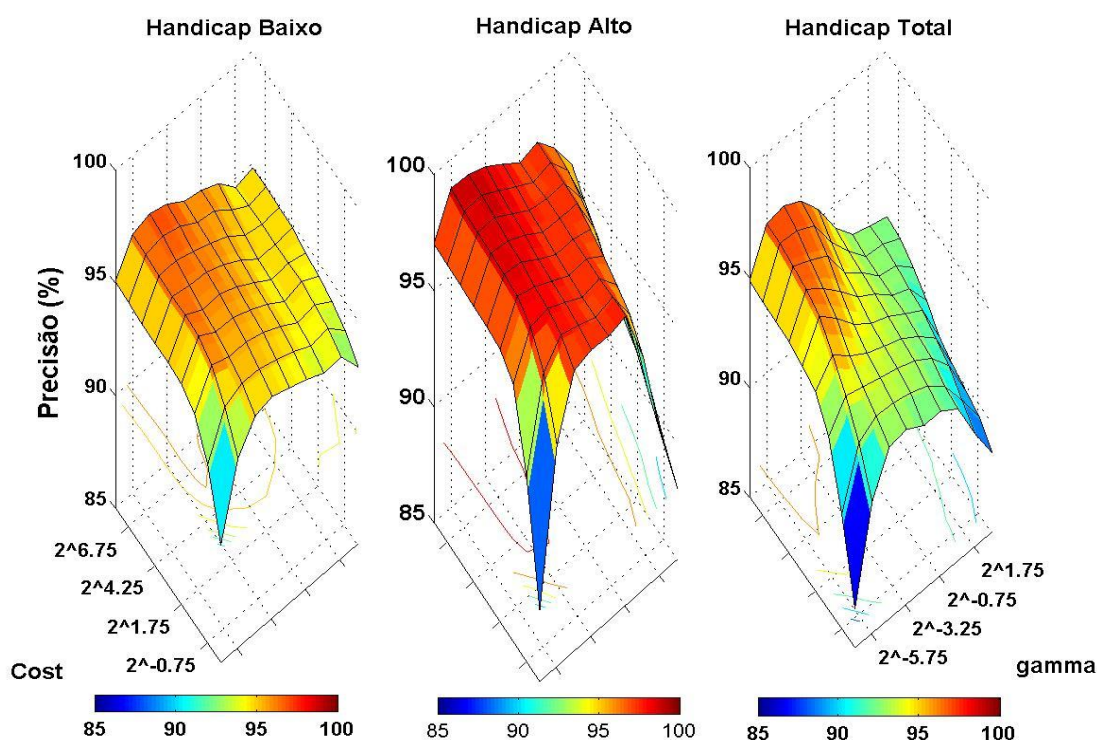 Handicap Baixo
Handicap Alto
Handicap Total
Precisão (%)
100
95
90
85
100
95
90
85
100
95
90
85
2^6.75
2^4.25
2^1.75
2^-0.75
Cost
2^1.75
2^-0.75
2^-3.25
2^-5.75
gamma
85 90 95 100
85 90 95 100
85 90 95 100